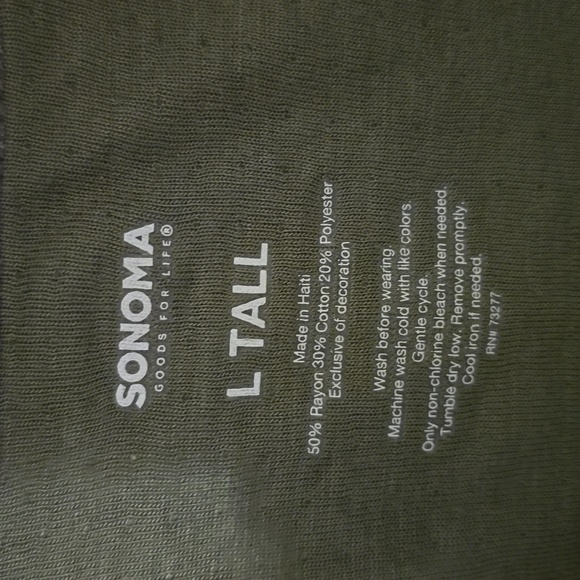 SONOMA
GOODS FOR LIFE®
L TALL
Made in Haiti
50% Rayon 30% Cotton 20% Polyester
Exclusive of decoration
Wash before wearing.
Machine wash cold with like colors.
Gentle cycle.
Only non-chlorine bleach when needed.
Tumble dry low. Remove promptly.
Cool iron if needed.
RN# 73277